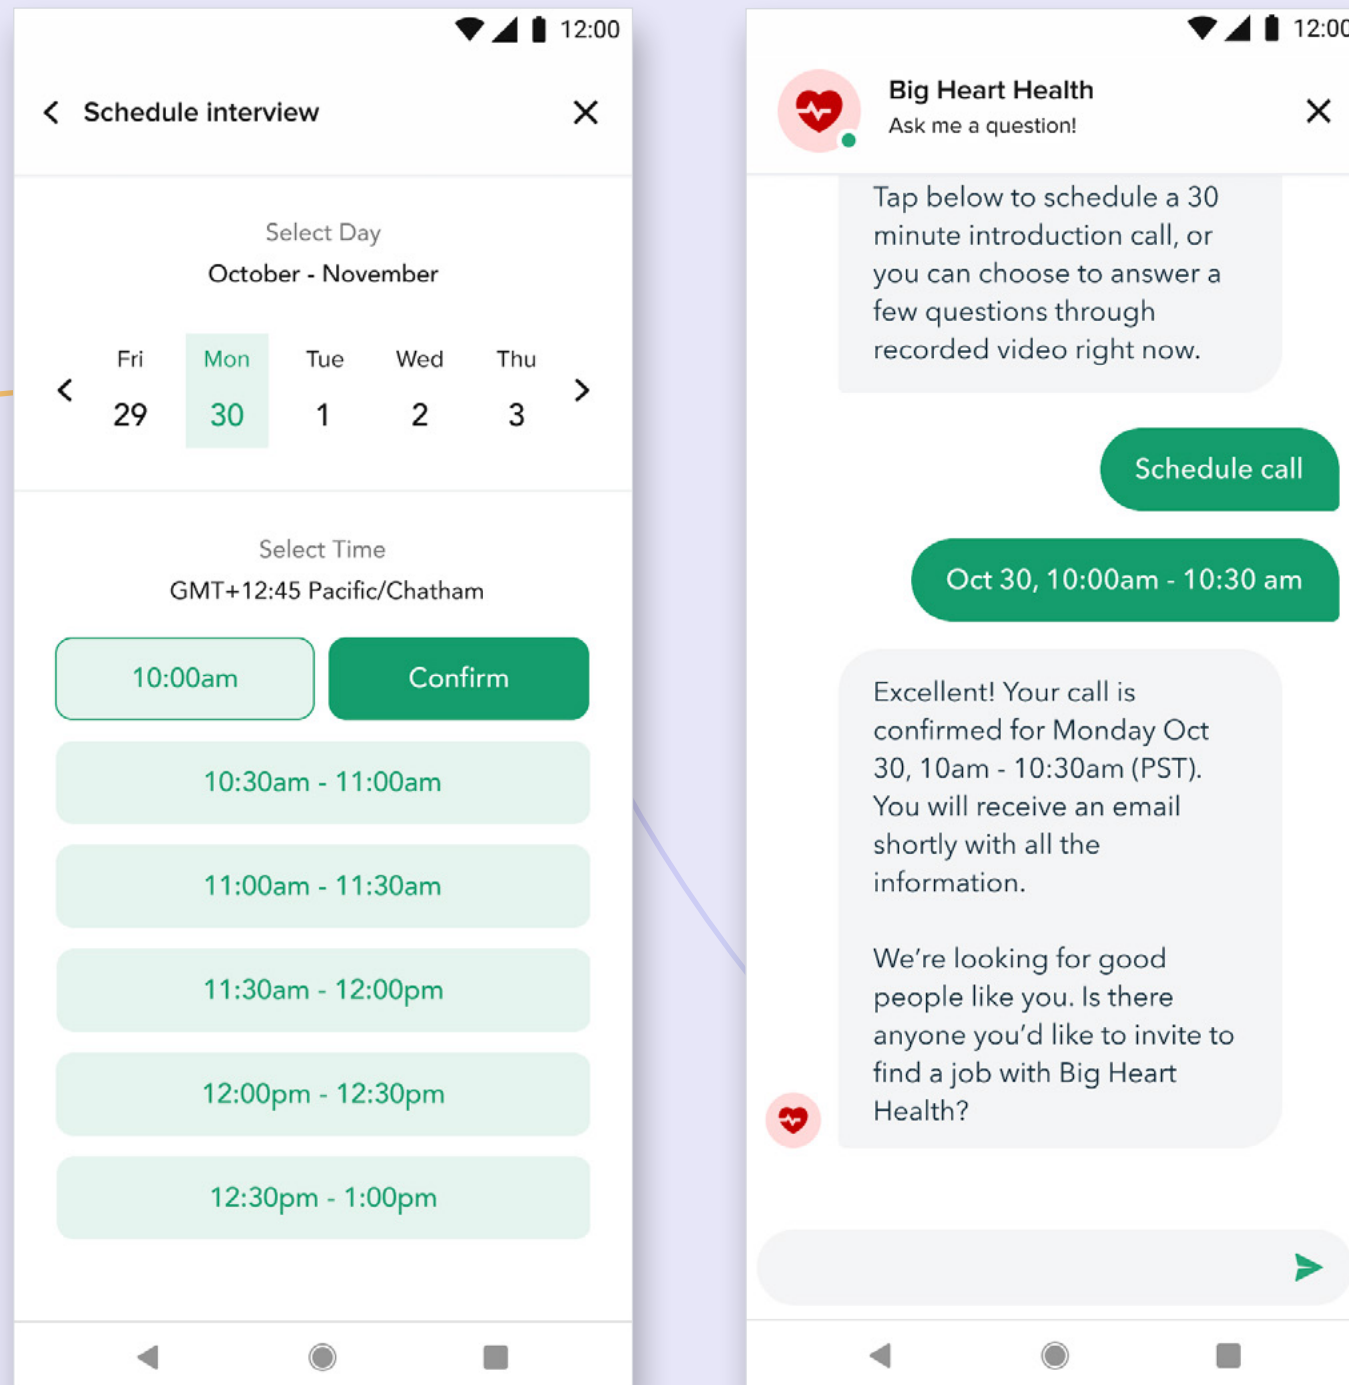 12:00
Schedule interview
Select Day
October - November
Fri Mon Tue Wed Thu
29 30 1 2 3
Select Time
GMT+12:45 Pacific/Chatham
10:00am Confirm
10:30am - 11:00am
11:00am - 11:30am
11:30am - 12:00pm
12:00pm - 12:30pm
12:30pm - 1:00pm
12:00
Big Heart Health
Ask me a question!
Tap below to schedule a 30
minute introduction call, or
you can choose to answer a
few questions through
recorded video right now.
Schedule call
Oct 30, 10:00am - 10:30 am
Excellent! Your call is
confirmed for Monday Oct
30, 10am - 10:30am (PST).
You will receive an email
shortly with all the
information.
We’re looking for good
people like you. Is there
anyone you’d like to invite to
find a job with Big Heart
Health?